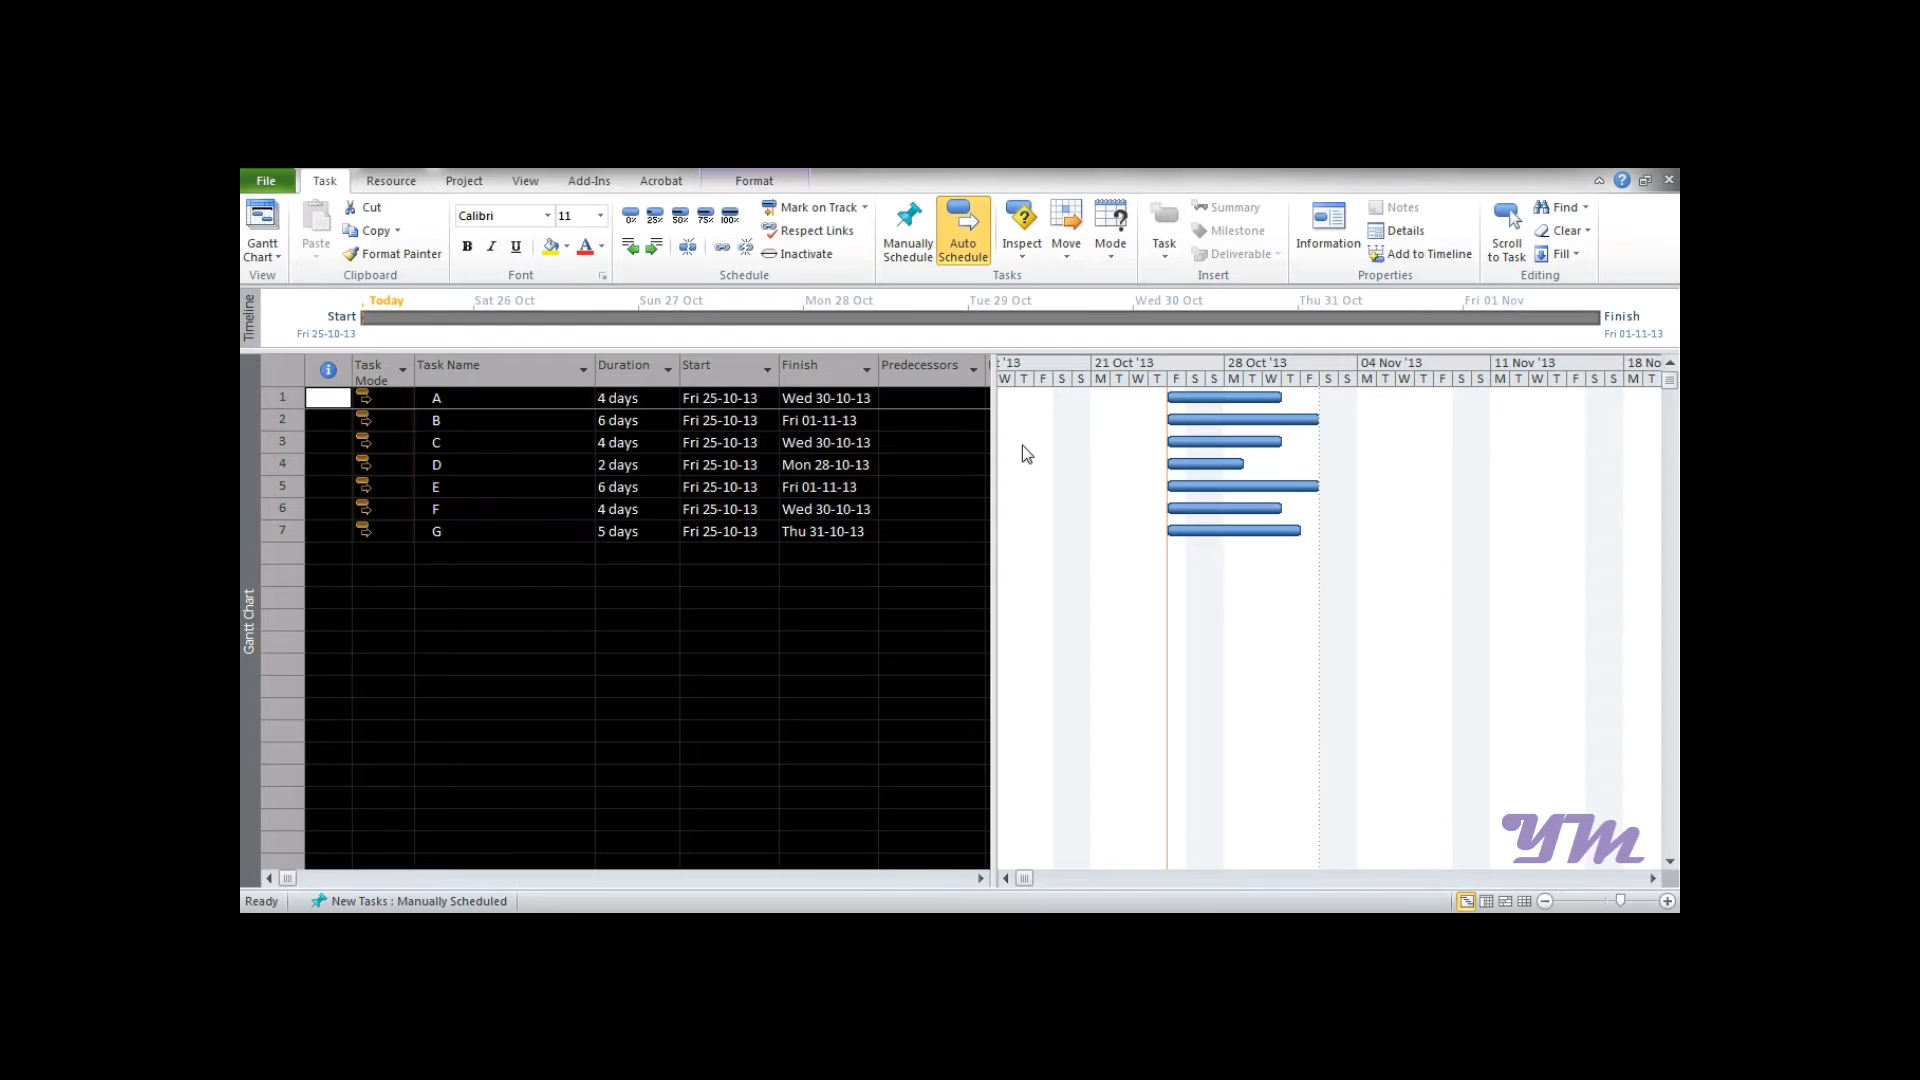 File Task Resource Project View Add-Ins Acrobat Format
Gantt Chart
View
Paste
Cut
Copy
Format Painter
Clipboard
Calibri 11
B I U A
Font
0% 25% 50% 75% 100%
Mark on Track
Respect Links
Inactivate
Schedule
Manually Schedule
Auto Schedule
Inspect
Move
Mode
Tasks
Task
Summary
Milestone
Deliverable
Insert
Information
Notes
Details
Add to Timeline
Properties
Scroll to Task
Find
Clear
Fill
Editing
Timeline
Today Sat 26 Oct Sun 27 Oct Mon 28 Oct Tue 29 Oct Wed 30 Oct Thu 31 Oct Fri 01 Nov
Start Finish
Fri 25-10-13 Fri 01-11-13
Gantt Chart
Task Mode Task Name Duration Start Finish Predecessors
1 A 4 days Fri 25-10-13 Wed 30-10-13
2 B 6 days Fri 25-10-13 Fri 01-11-13
3 C 4 days Fri 25-10-13 Wed 30-10-13
4 D 2 days Fri 25-10-13 Mon 28-10-13
5 E 6 days Fri 25-10-13 Fri 01-11-13
6 F 4 days Fri 25-10-13 Wed 30-10-13
7 G 5 days Fri 25-10-13 Thu 31-10-13
t '13 21 Oct '13 28 Oct '13 04 Nov '13 11 Nov '13 18 No
W T F S S M T W T F S S M T W T F S S M T W T F S S M T W T F S S M T
YM
Ready New Tasks : Manually Scheduled